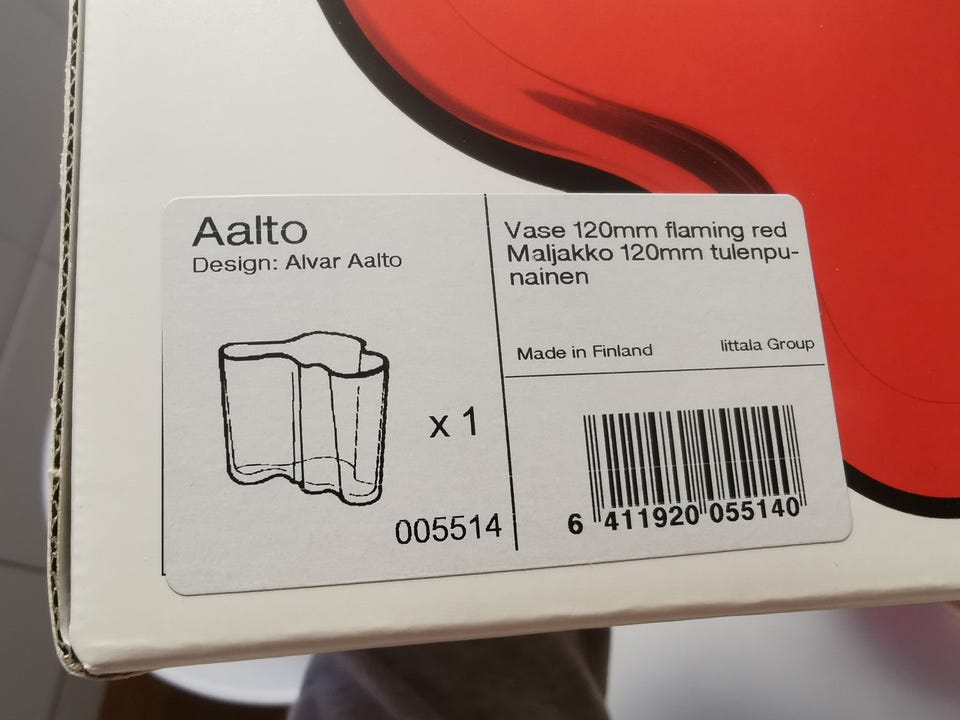 Aalto
Design: Alvar Aalto
x 1
005514
Vase 120mm flaming red
Maljakko 120mm tulenpu-
nainen
Made in Finland
Iittala Group
6 411920 055140